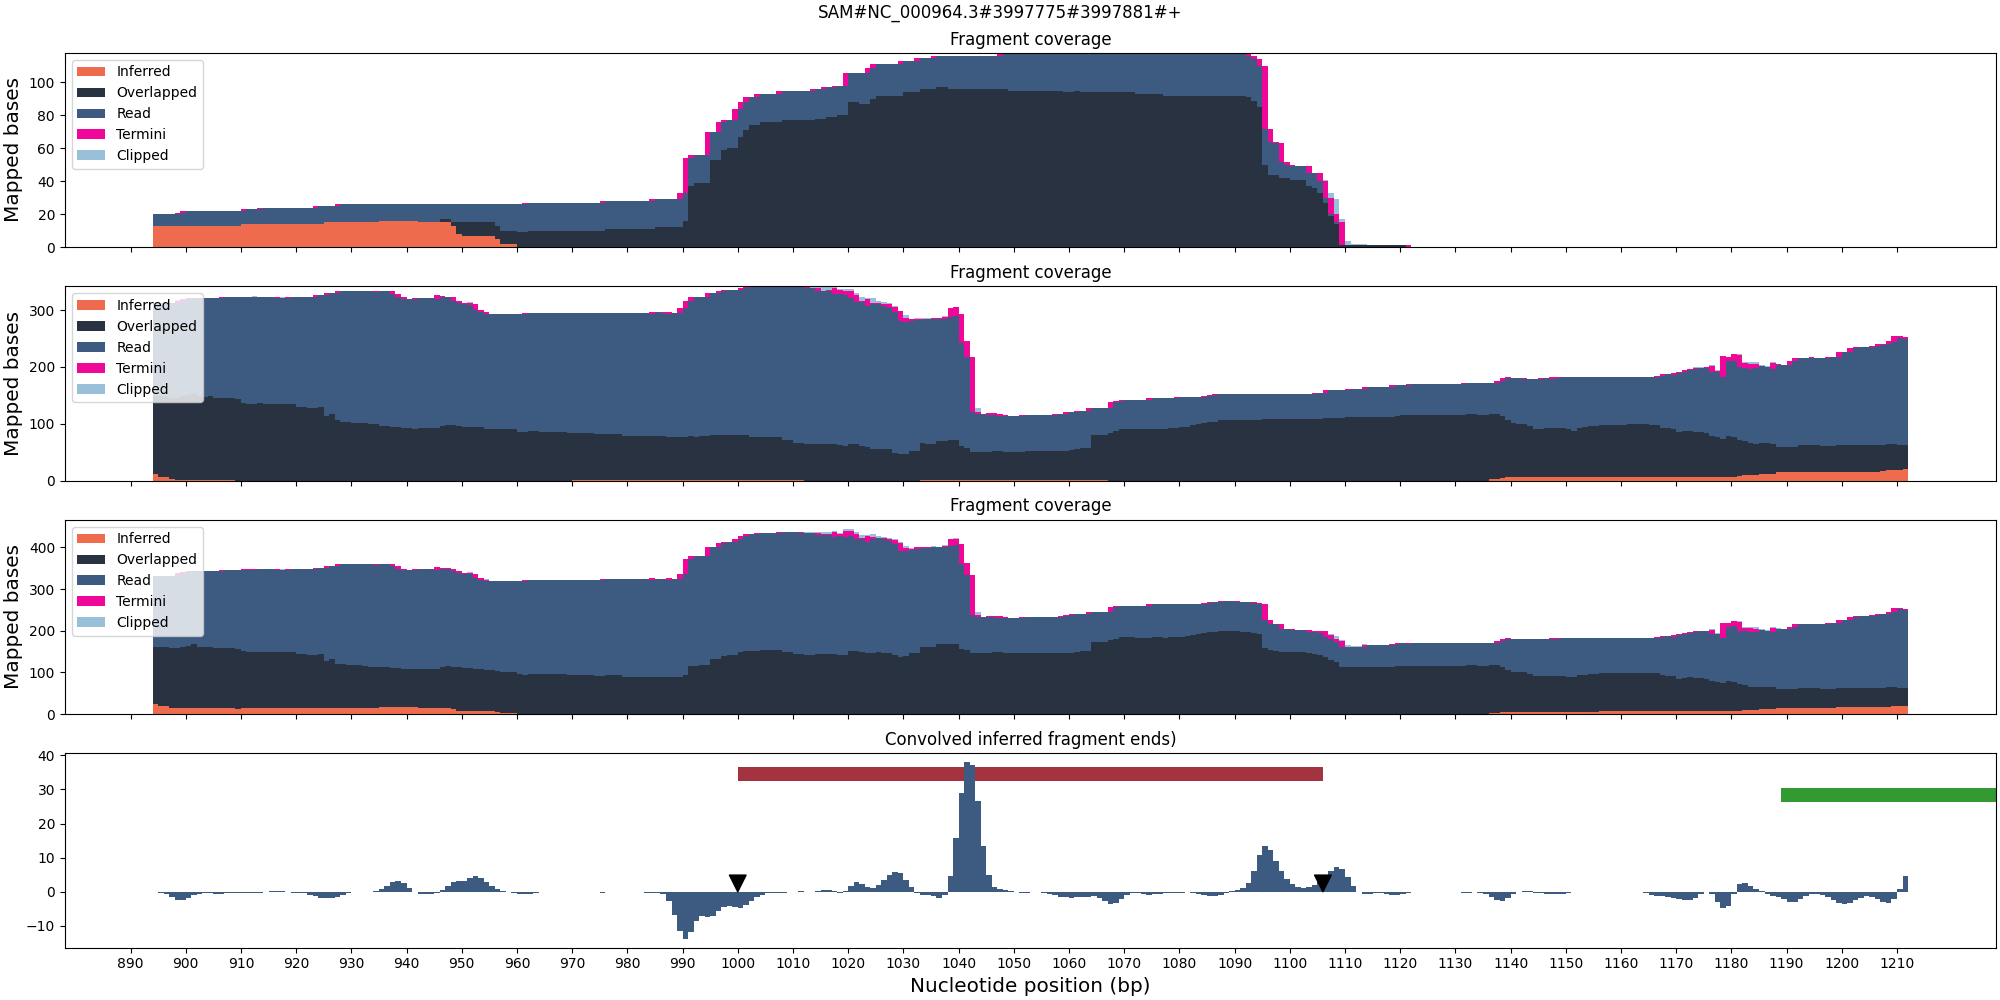 SAM#NC_000964.3#3997775#3997881#+
Fragment coverage
Mapped bases
100
80
60
40
20
0
Inferred
Overlapped
Read
Termini
Clipped
Fragment coverage
Mapped bases
300
200
100
0
Inferred
Overlapped
Read
Termini
Clipped
Fragment coverage
Mapped bases
400
300
200
100
0
Inferred
Overlapped
Read
Termini
Clipped
Convolved inferred fragment ends)
40
30
20
10
0
−10
890 900 910 920 930 940 950 960 970 980 990 1000 1010 1020 1030 1040 1050 1060 1070 1080 1090 1100 1110 1120 1130 1140 1150 1160 1170 1180 1190 1200 1210
Nucleotide position (bp)